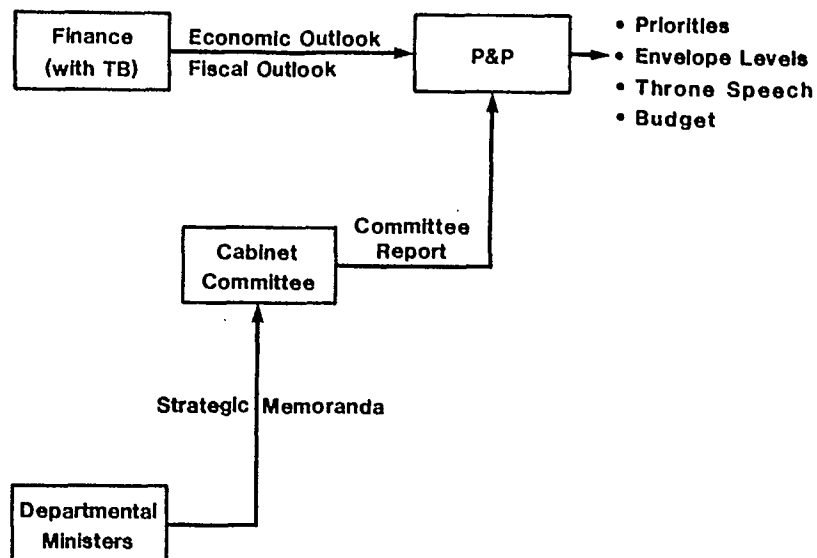 Finance
(with TB)
Economic Outlook
Fiscal Outlook
P&P
• Priorities
• Envelope Levels
• Throne Speech
• Budget
Cabinet
Committee
Committee
Report
Strategic Memoranda
Departmental
Ministers